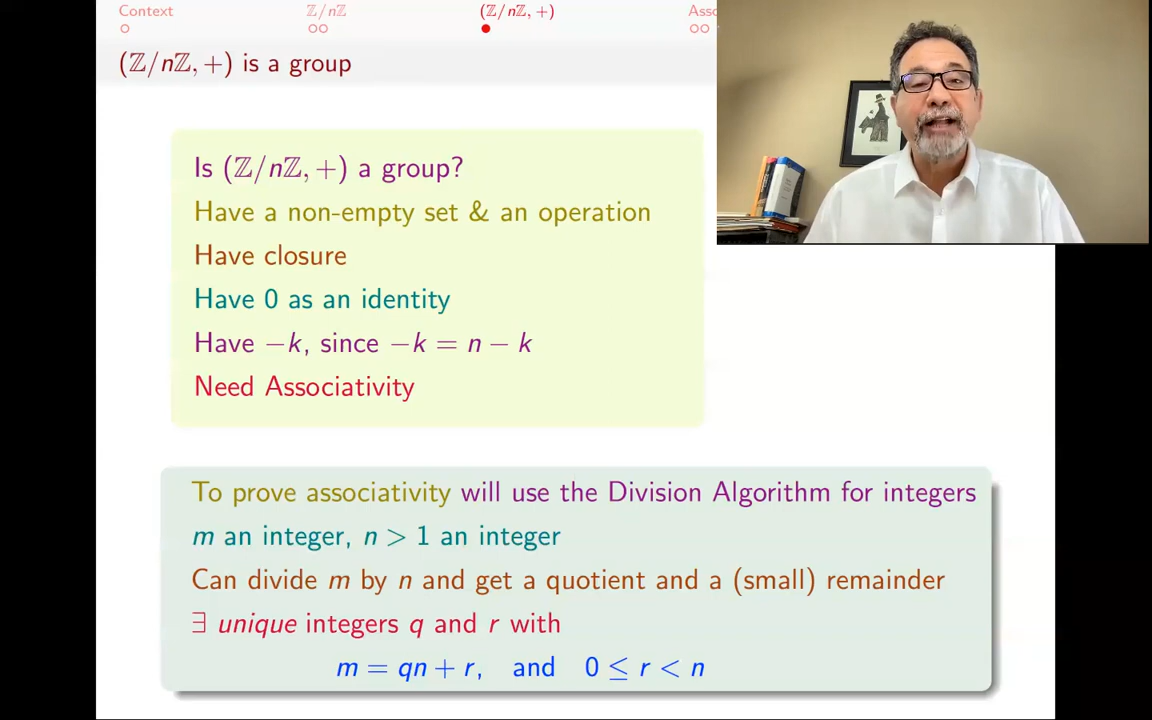 Context ℤ/nℤ (ℤ/nℤ, +)
(ℤ/nℤ, +) is a group
Is (ℤ/nℤ, +) a group?
Have a non-empty set & an operation
Have closure
Have 0 as an identity
Have −k, since −k = n − k
Need Associativity
To prove associativity will use the Division Algorithm for integers
m an integer, n > 1 an integer
Can divide m by n and get a quotient and a (small) remainder
∃ unique integers q and r with
m = qn + r, and 0 ≤ r < n